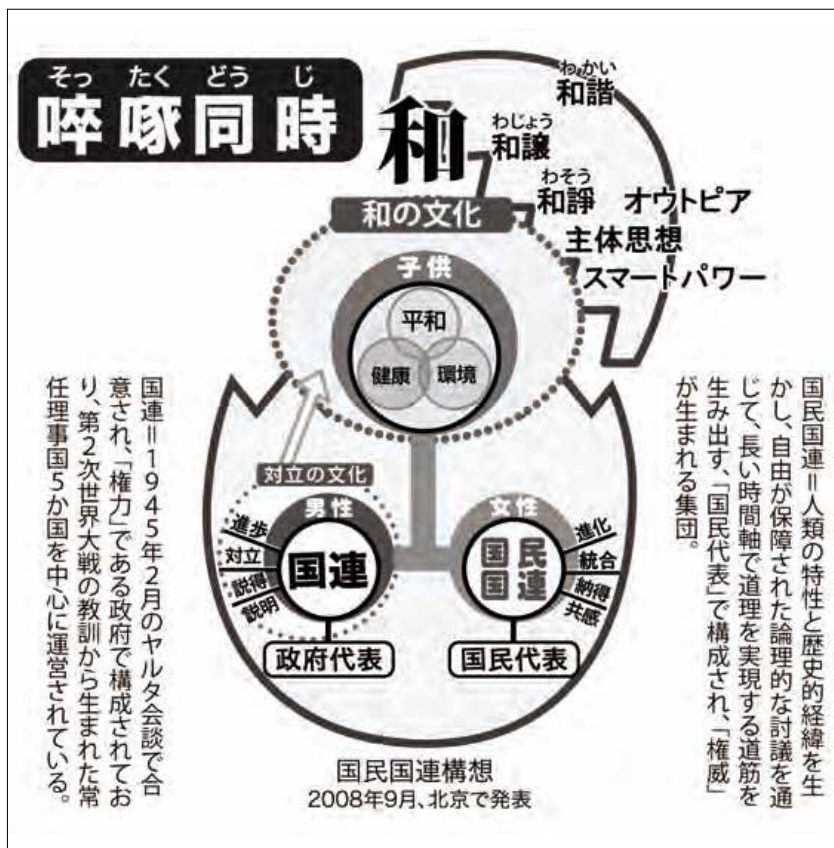 そっ たく どう じ
啐啄同時
和
わかい
和諧
わじょう
和譲
わそう
和諍
オウトピア
主体思想
スマートパワー
和の文化
子供
平和
健康
環境
対立の文化
男性
国連
進歩
対立
説得
説明
政府代表
女性
国民
国連
進化
統合
納得
共感
国民代表
国民国連=人類の特性と歴史的経緯を生
かし、自由が保障された論理的な討議を通
じて、長い時間軸で道理を実現する道筋を
生み出す、「国民代表」で構成され、「権威」
が生まれる集団。
国連=1945年2月のヤルタ会談で合
意され、「権力」である政府で構成されてお
り、第2次世界大戦の教訓から生まれた常
任理事国5か国を中心に運営されている。
国民国連構想
2008年9月、北京で発表